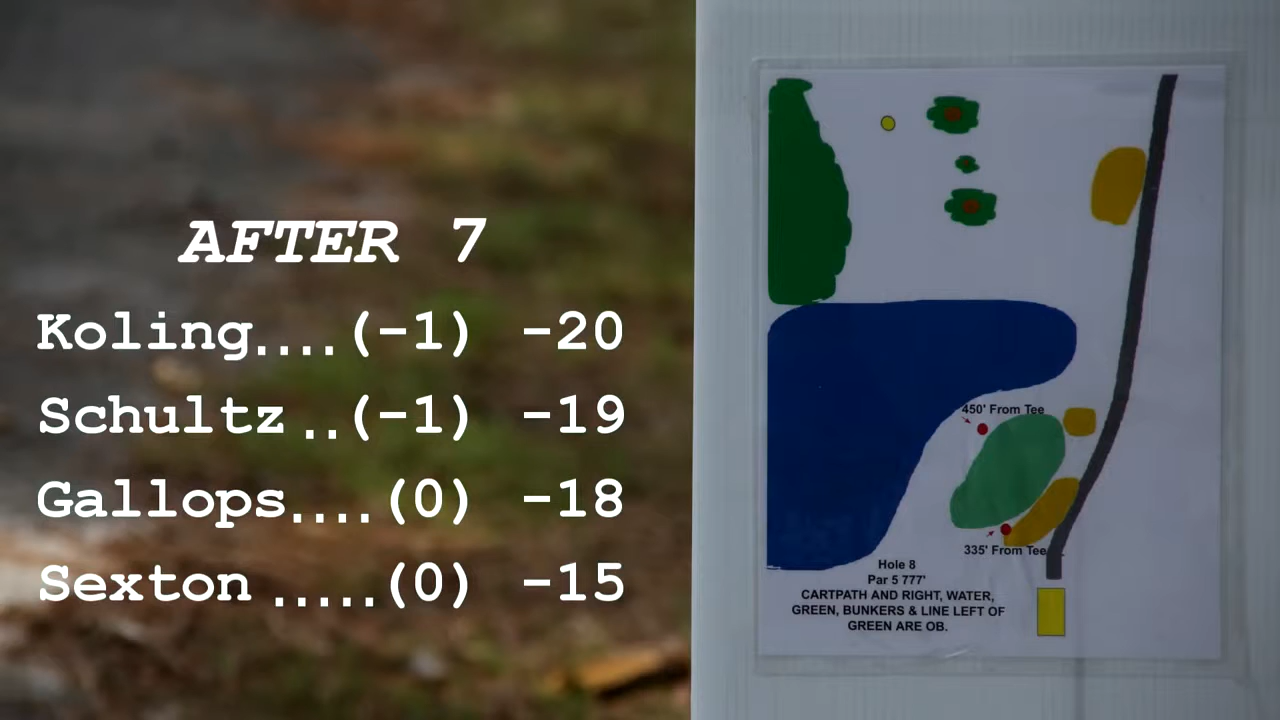 AFTER 7
Koling....(-1) -20
Schultz ..(-1) -19
Gallops....(0) -18
Sexton .....(0) -15
450' From Tee
335' From Tee
Hole 8
Par 5 777'
CARTPATH AND RIGHT, WATER,
GREEN, BUNKERS & LINE LEFT OF
GREEN ARE OB.